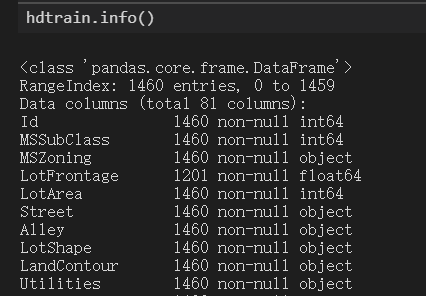 hdtrain.info()
<class 'pandas.core.frame.DataFrame'>
RangeIndex: 1460 entries, 0 to 1459
Data columns (total 81 columns):
Id 1460 non-null int64
MSSubClass 1460 non-null int64
MSZoning 1460 non-null object
LotFrontage 1201 non-null float64
LotArea 1460 non-null int64
Street 1460 non-null object
Alley 1460 non-null object
LotShape 1460 non-null object
LandContour 1460 non-null object
Utilities 1460 non-null object